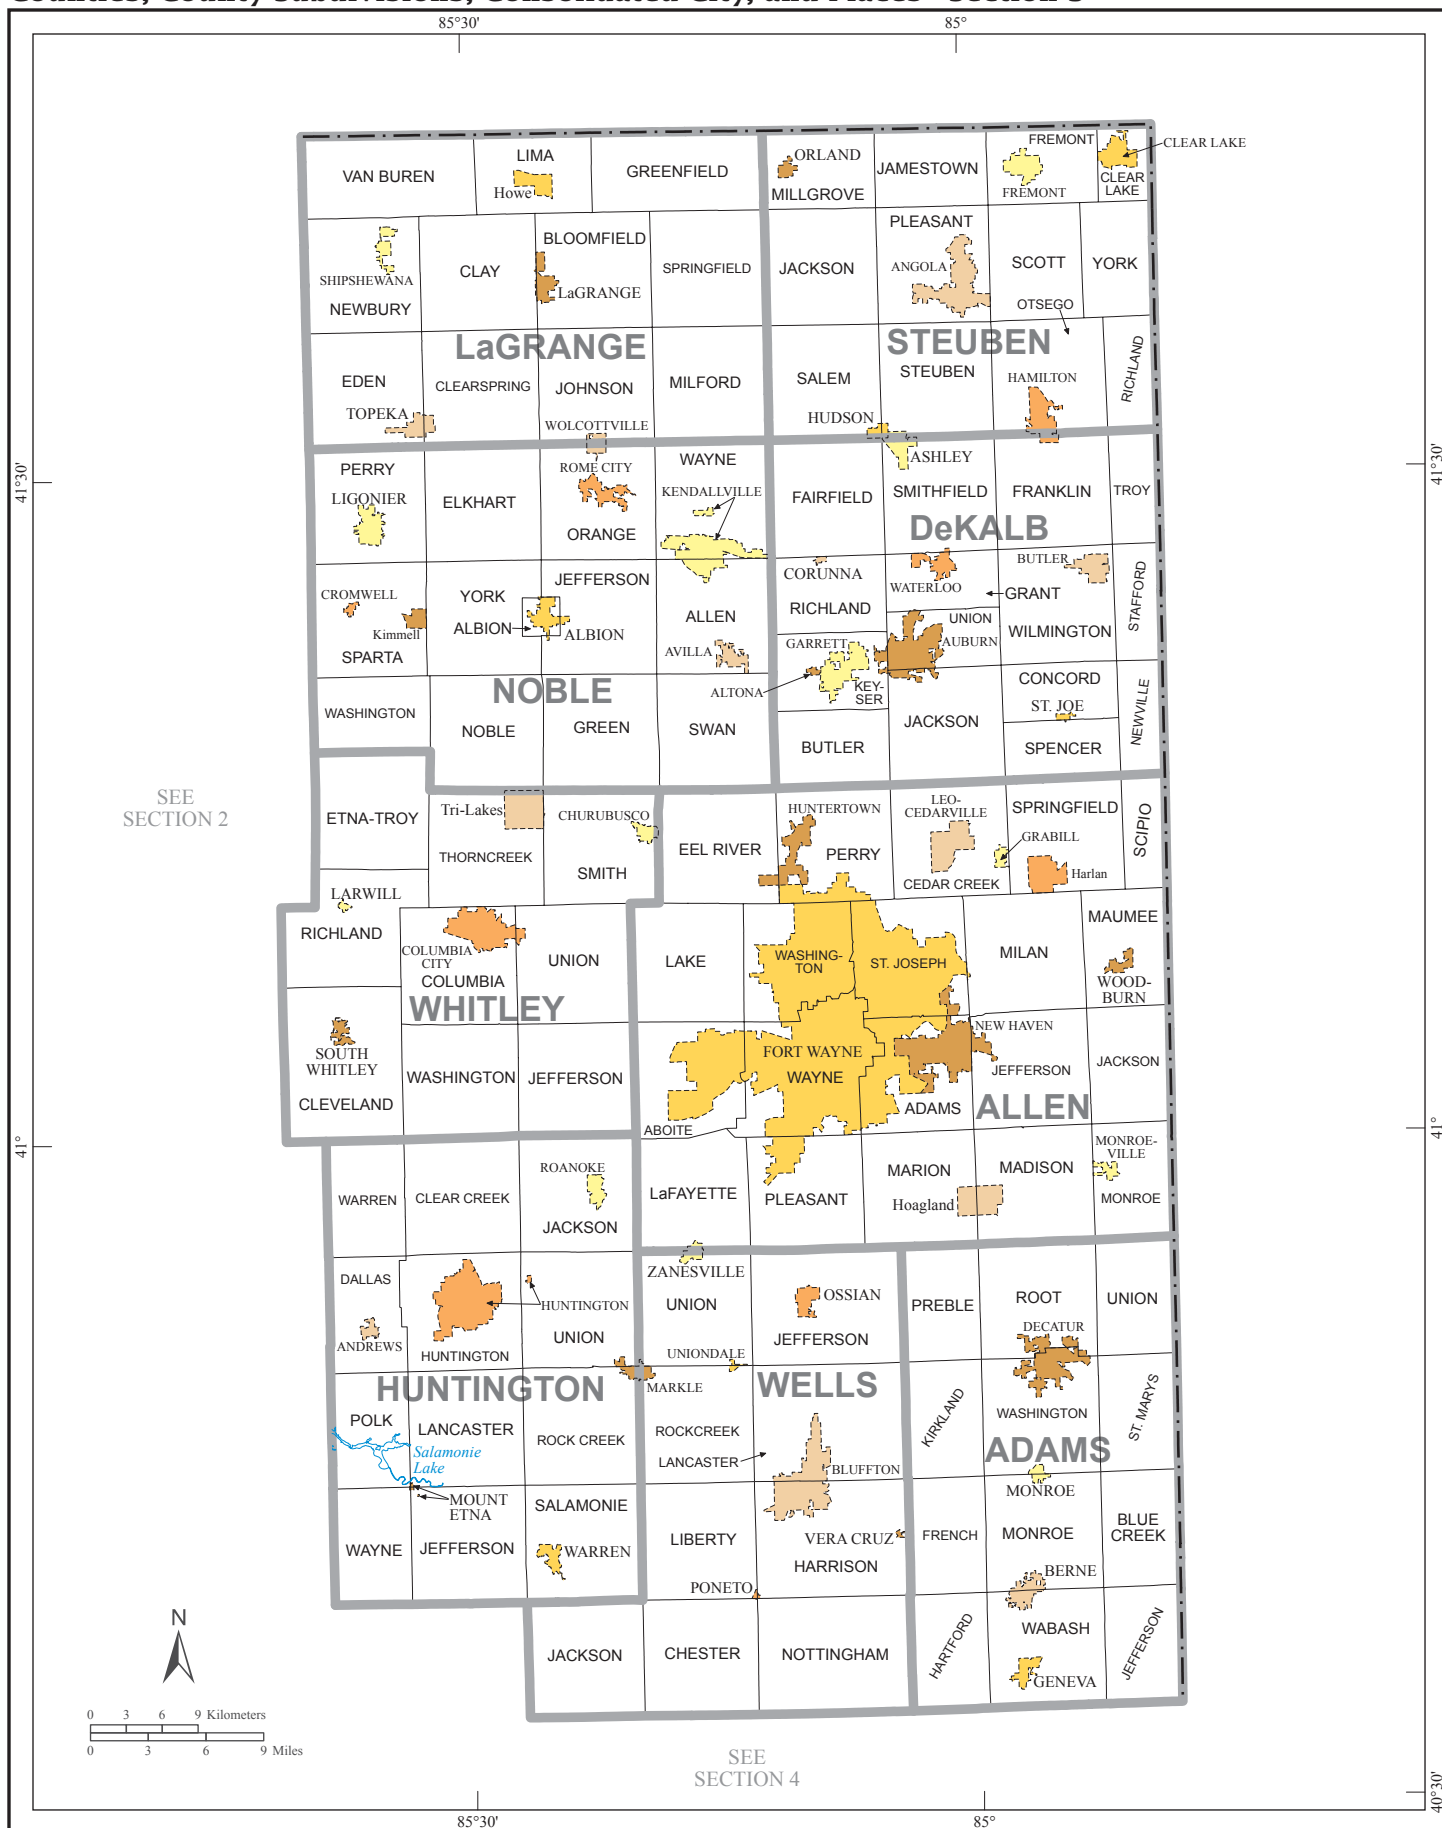 Counties, County Subdivisions, Consolidated City, and Places - Section 3
85°30'
85°
FREMONT
CLEAR LAKE
LIMA
ORLAND
VAN BUREN
GREENFIELD
JAMESTOWN
Howe
MILLGROVE
FREMONT
CLEAR
LAKE
BLOOMFIELD
PLEASANT
SHIPSHEWANA
CLAY
SPRINGFIELD
JACKSON
ANGOLA
SCOTT
YORK
LaGRANGE
NEWBURY
OTSEGO
LaGRANGE
STEUBEN
EDEN
CLEARSPRING
JOHNSON
MILFORD
SALEM
STEUBEN
HAMILTON
RICHLAND
TOPEKA
WOLCOTTVILLE
HUDSON
41°30'
41°30'
PERRY
ROME CITY
WAYNE
ASHLEY
LIGONIER
ELKHART
KENDALLVILLE
FAIRFIELD
SMITHFIELD
FRANKLIN
TROY
ORANGE
DeKALB
CORUNNA
BUTLER
CROMWELL
YORK
JEFFERSON
WATERLOO
GRANT
STAFFORD
Kimmell
ALBION
ALBION
ALLEN
RICHLAND
UNION
WILMINGTON
SPARTA
AVILLA
GARRETT
AUBURN
NOBLE
ALTONA
KEY-
SER
CONCORD
WASHINGTON
ST. JOE
NEWVILLE
NOBLE
GREEN
SWAN
JACKSON
BUTLER
SPENCER
SEE
SECTION 2
ETNA-TROY
Tri-Lakes
CHURUBUSCO
HUNTERTOWN
LEO-
CEDARVILLE
SPRINGFIELD
SCIPIO
THORNCREEK
SMITH
EEL RIVER
PERRY
GRABILL
Harlan
CEDAR CREEK
LARWILL
RICHLAND
MAUMEE
COLUMBIA
CITY
UNION
LAKE
WASHING-
TON
ST. JOSEPH
MILAN
COLUMBIA
WOOD-
BURN
WHITLEY
SOUTH
WHITLEY
NEW HAVEN
WASHINGTON
JEFFERSON
FORT WAYNE
WAYNE
JEFFERSON
JACKSON
CLEVELAND
ADAMS
ALLEN
ABOITE
41°
41°
MONROE-
VILLE
ROANOKE
WARREN
CLEAR CREEK
LaFAYETTE
PLEASANT
MARION
MADISON
Hoagland
MONROE
JACKSON
ZANESVILLE
DALLAS
HUNTINGTON
UNION
OSSIAN
PREBLE
ROOT
UNION
ANDREWS
UNION
JEFFERSON
DECATUR
HUNTINGTON
UNIONDALE
HUNTINGTON
MARKLE
WELLS
KIRKLAND
ST. MARYS
POLK
LANCASTER
ROCK CREEK
ROCKCREEK
WASHINGTON
ADAMS
Salamonie
Lake
LANCASTER
BLUFFTON
MOUNT
ETNA
SALAMONIE
MONROE
WAYNE
JEFFERSON
WARREN
LIBERTY
VERA CRUZ
FRENCH
MONROE
BLUE
CREEK
HARRISON
PONETO
BERNE
N
JACKSON
CHESTER
NOTTINGHAM
HARTFORD
WABASH
JEFFERSON
GENEVA
0 3 6 9 Kilometers
0 3 6 9 Miles
SEE
SECTION 4
40°30'
85°30'
85°